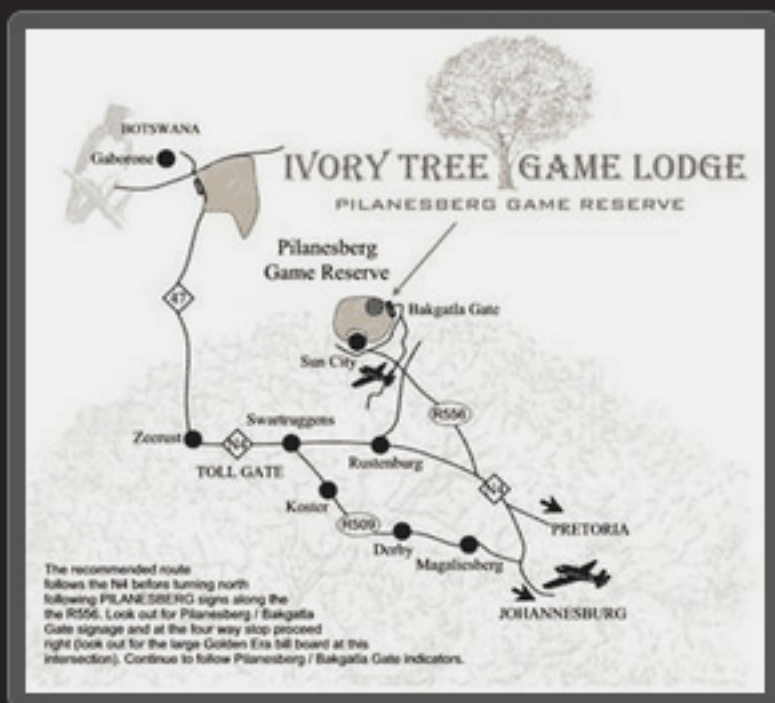 BOTSWANA
Gaborone
IVORY TREE GAME LODGE
PILANESBERG GAME RESERVE
Pilanesberg
Game Reserve
47
Bakgatla Gate
Sun City
R556
Swartruggens
Zeerust
N4
TOLL GATE
Rustenburg
N4
Koster
R509
PRETORIA
Derby
Magaliesberg
JOHANNESBURG
The recommended route
follows the N4 before turning north
following PILANESBERG signs along the
the R556. Look out for Pilanesberg / Bakgatla
Gate signage and at the four way stop proceed
right (look out for the large Golden Era bill board at this
intersection). Continue to follow Pilanesberg / Bakgatla Gate indicators.